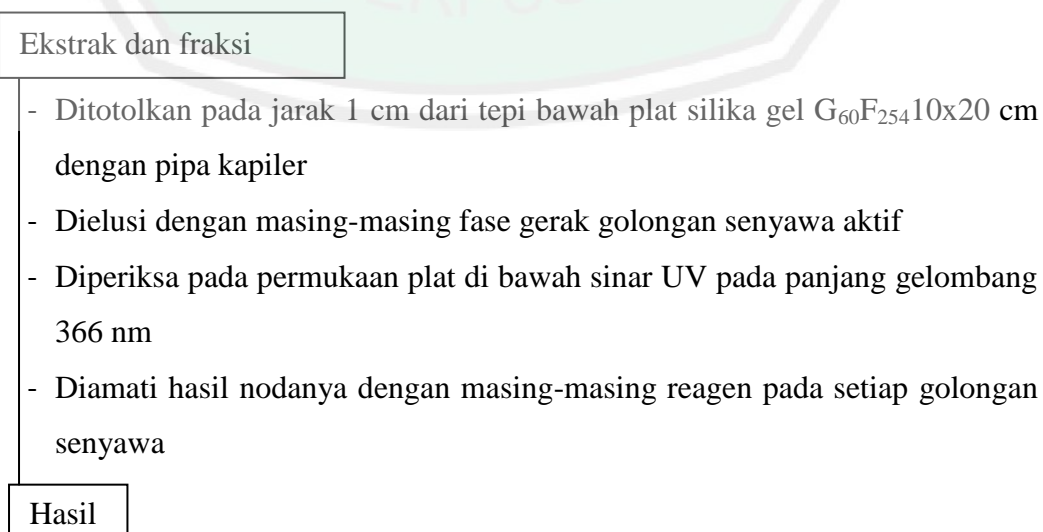 Ekstrak dan fraksi
- Ditotolkan pada jarak 1 cm dari tepi bawah plat silika gel G₆₀F₂₅₄10x20 cm
dengan pipa kapiler
- Dielusi dengan masing-masing fase gerak golongan senyawa aktif
- Diperiksa pada permukaan plat di bawah sinar UV pada panjang gelombang
366 nm
- Diamati hasil nodanya dengan masing-masing reagen pada setiap golongan
senyawa
Hasil